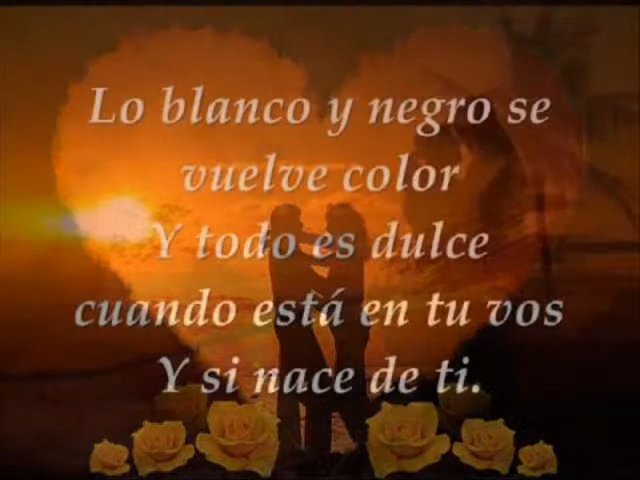 Lo blanco y negro se
vuelve color
Y todo es dulce
cuando está en tu vos
Y si nace de ti.